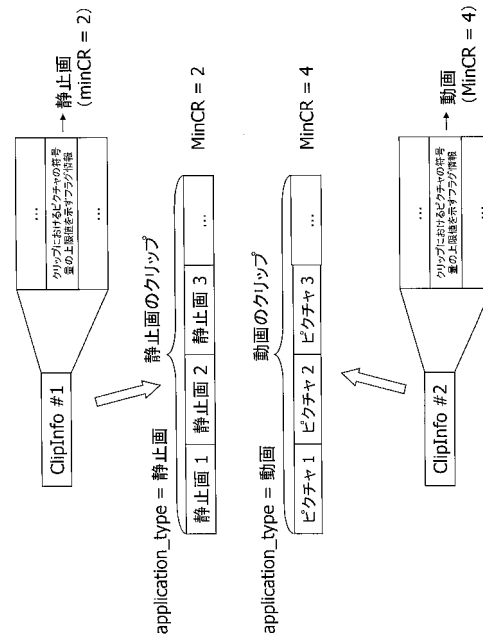 ClipInfo #1
…
クリップにおけるピクチャの符号
量の上限値を示すフラグ情報
…
静止画
(minCR = 2)
application_type = 静止画
静止画のクリップ
静止画 1
静止画 2
静止画 3
…
MinCR = 2
application_type = 動画
動画のクリップ
ピクチャ 1
ピクチャ 2
ピクチャ 3
…
MinCR = 4
ClipInfo #2
…
クリップにおけるピクチャの符号
量の上限値を示すフラグ情報
…
動画
(MinCR = 4)